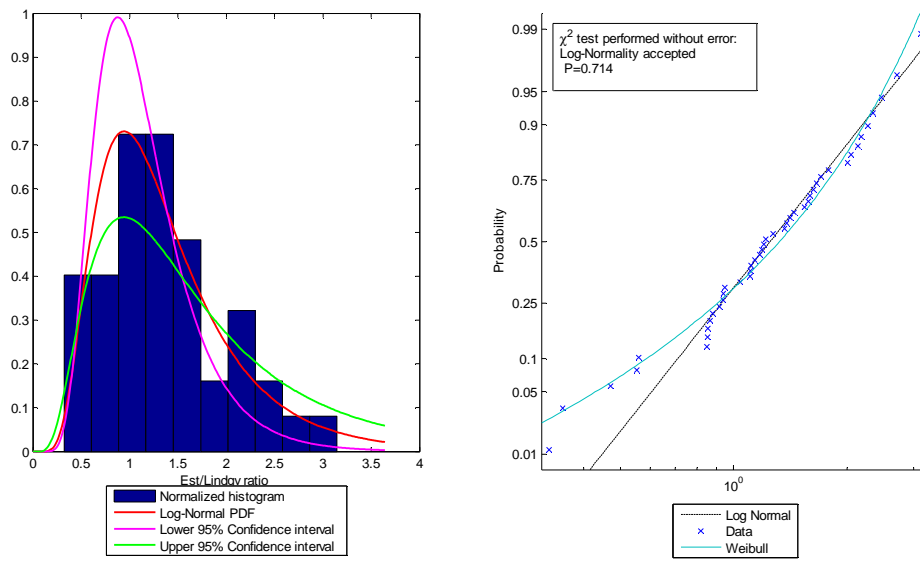 1
0.9
0.8
0.7
0.6
0.5
0.4
0.3
0.2
0.1
0
0 0.5 1 1.5 2 2.5 3 3.5 4
Est/Lindgy ratio
Normalized histogram
Log-Normal PDF
Lower 95% Confidence interval
Upper 95% Confidence interval
χ² test performed without error:
Log-Normality accepted
P=0.714
0.99
0.95
0.9
0.75
0.5
0.25
0.1
0.05
0.01
Probability
10⁰
Log Normal
Data
Weibull